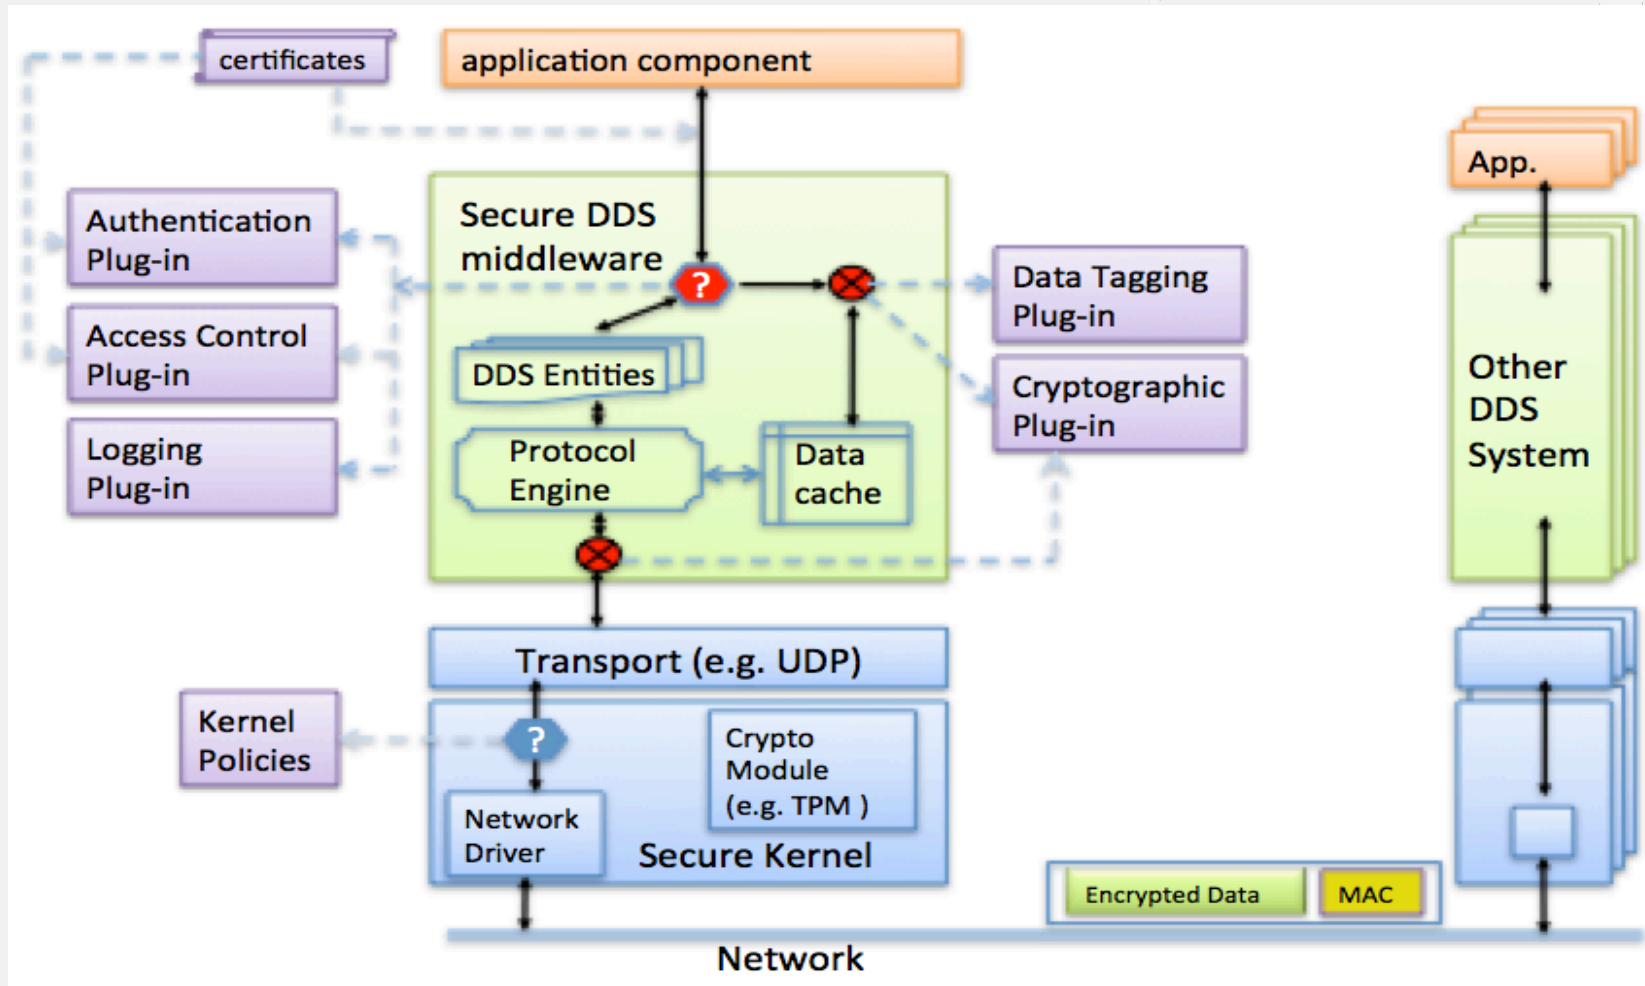 certificates
application component
App.
Authentication
Plug-in
Secure DDS
middleware
?
Data Tagging
Plug-in
Access Control
Plug-in
DDS Entities
Cryptographic
Plug-in
Other
DDS
System
Logging
Plug-in
Protocol
Engine
Data
cache
Transport (e.g. UDP)
Kernel
Policies
?
Crypto
Module
(e.g. TPM )
Network
Driver
Secure Kernel
Encrypted Data
MAC
Network